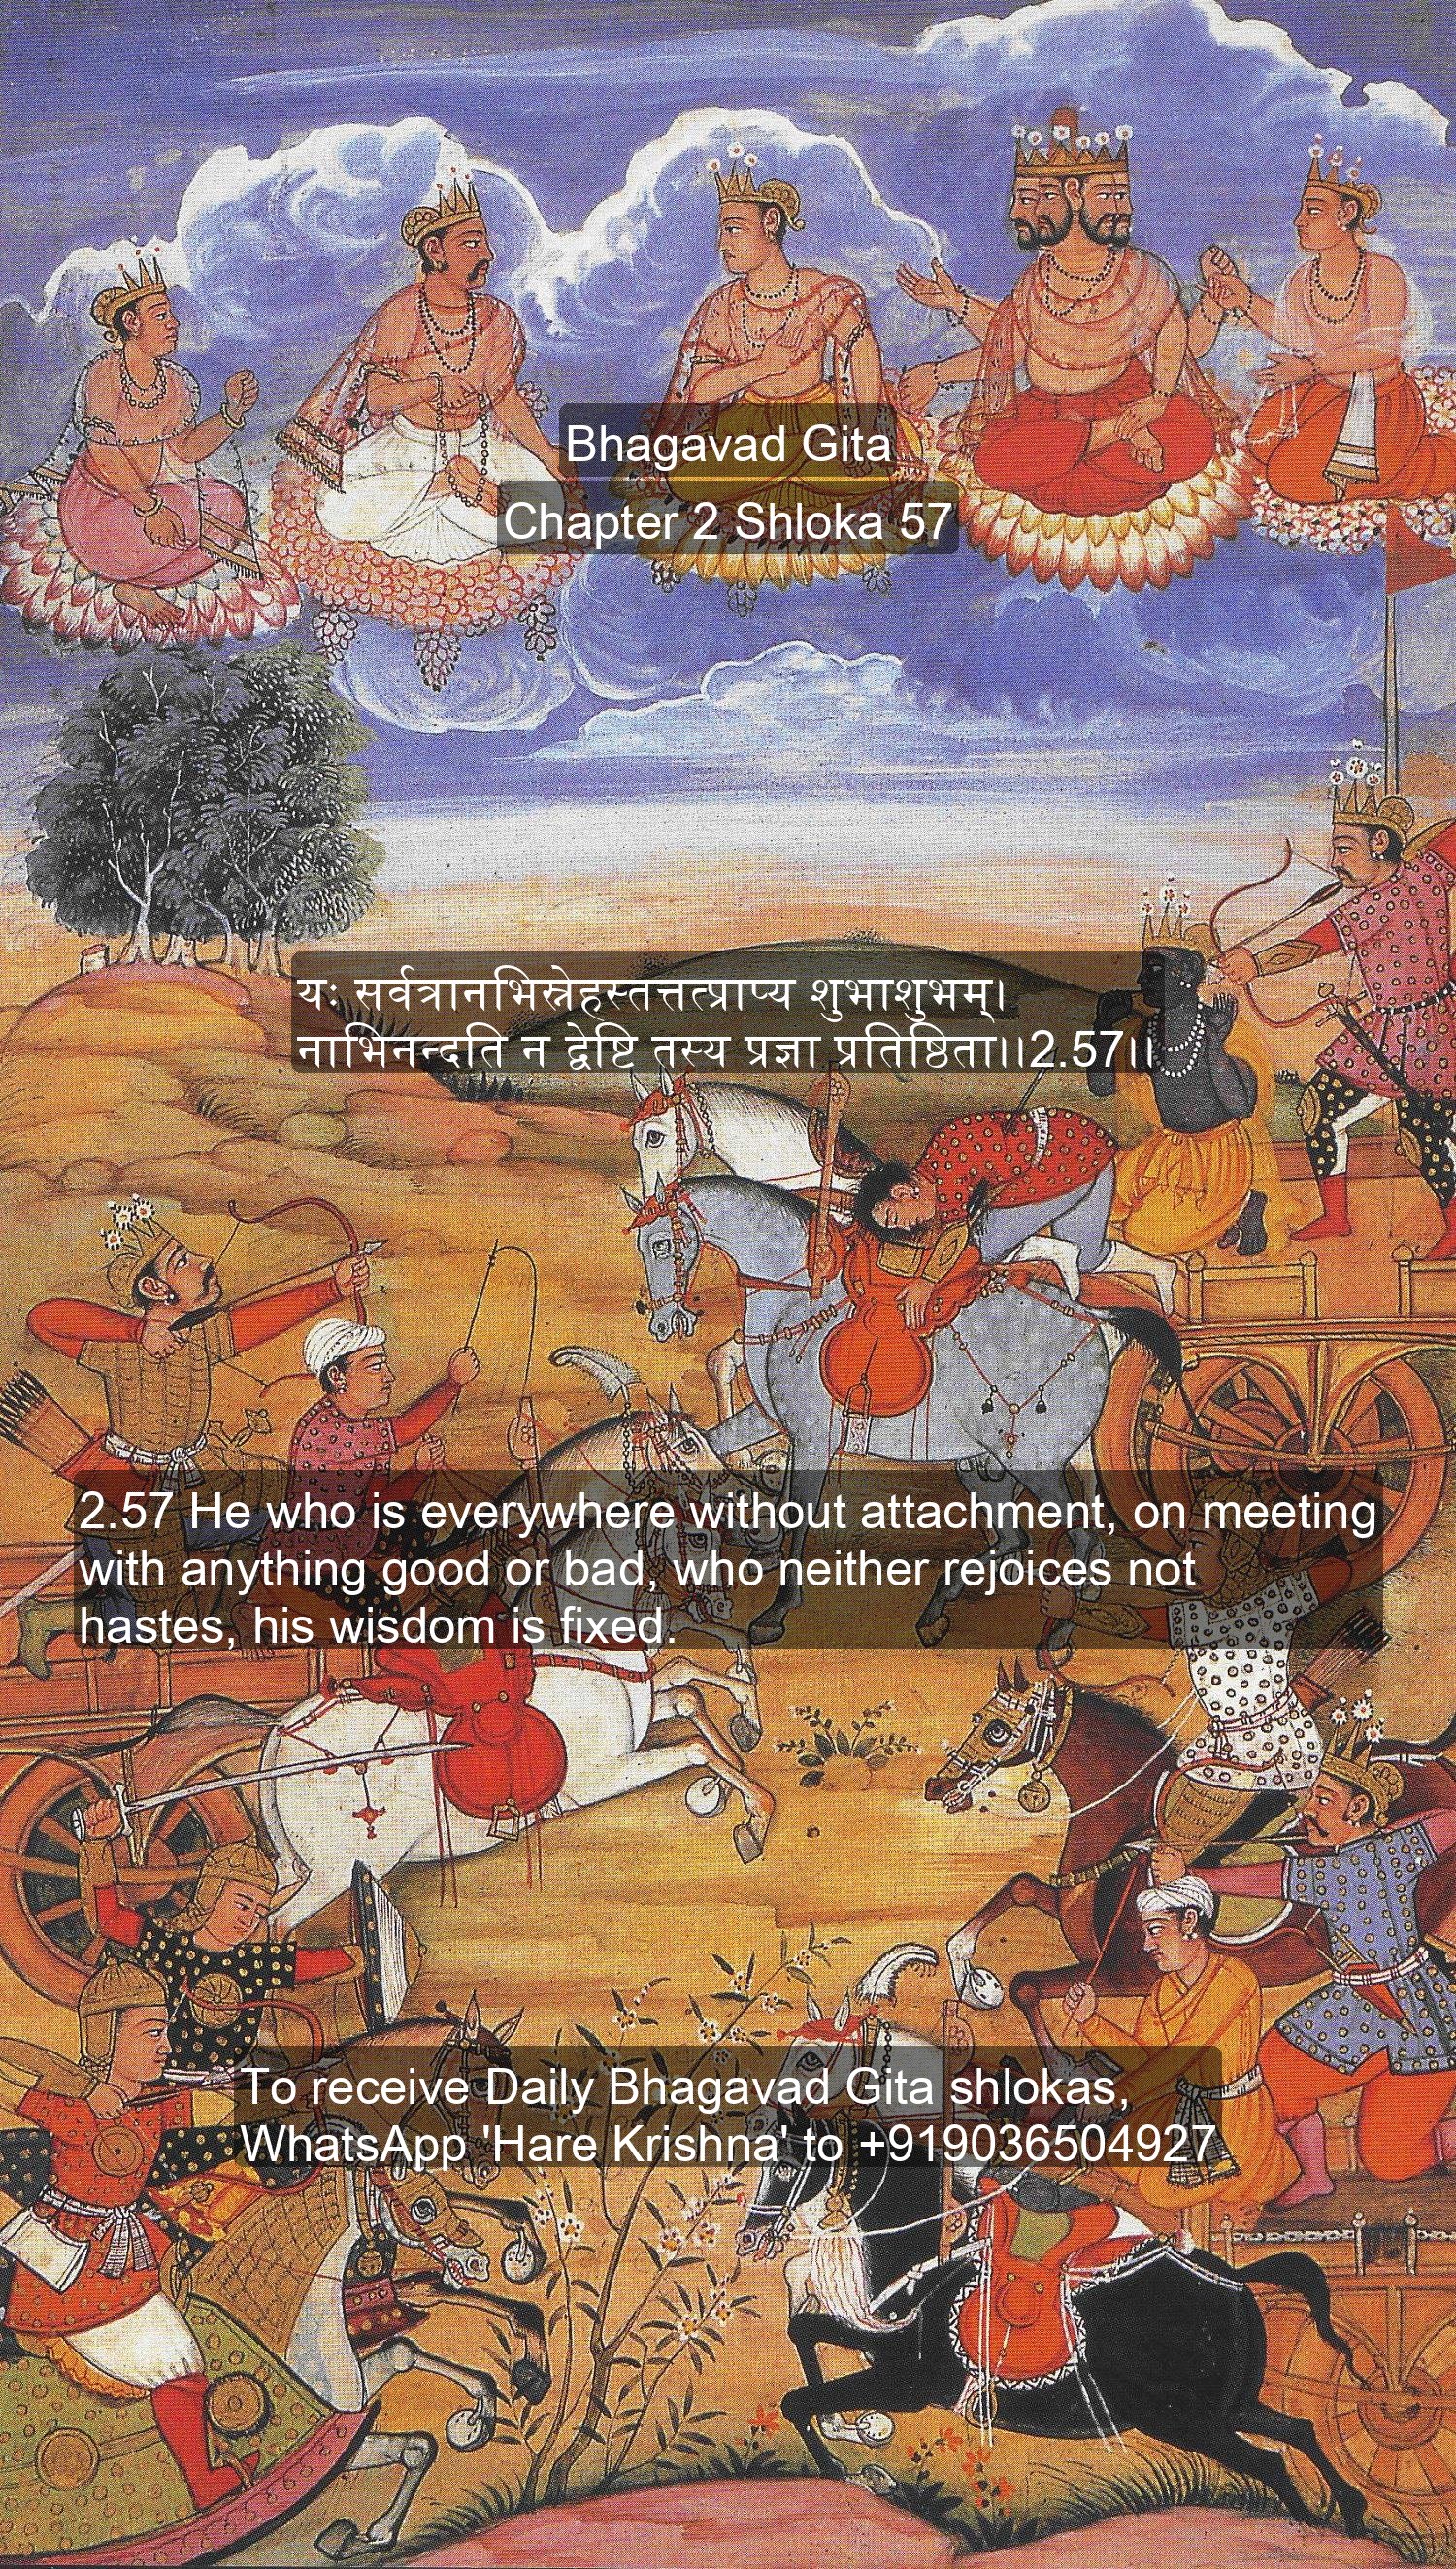 Bhagavad Gita
Chapter 2 Shloka 57
यः सर्वत्रानभिस्नेहस्तत्तत्प्राप्य शुभाशुभम्।
नाभिनन्दति न द्वेष्टि तस्य प्रज्ञा प्रतिष्ठिता।।2.57।।
2.57 He who is everywhere without attachment, on meeting
with anything good or bad, who neither rejoices not
hastes, his wisdom is fixed.
To receive Daily Bhagavad Gita shlokas,
WhatsApp 'Hare Krishna' to +919036504927